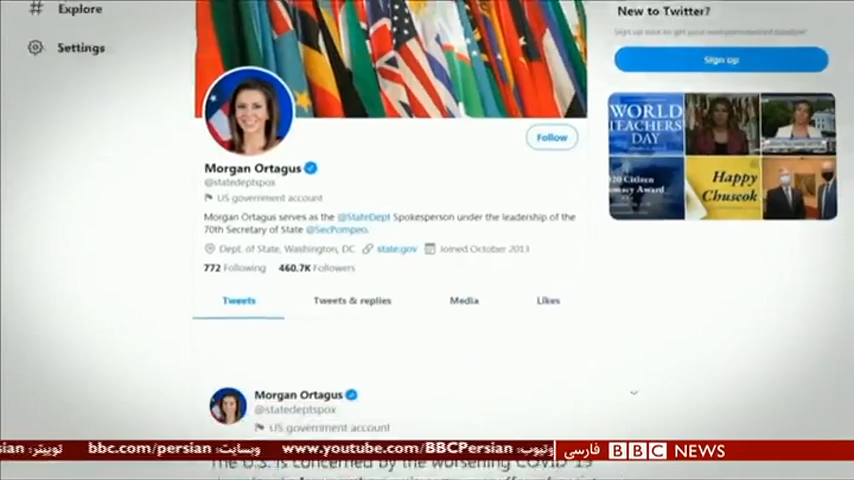 Explore
Settings
New to Twitter?
Sign up
Follow
Morgan Ortagus
@statedeptspox
US government account
Morgan Ortagus serves as the @StateDept Spokesperson under the leadership of the
70th Secretary of State @SecPompeo.
Dept. of State, Washington, DC state.gov Joined October 2013
772 Following 460.7K Followers
Tweets Tweets & replies Media Likes
WORLD
TEACHERS
DAY
Citizen
Award
Happy
Chuseok
Morgan Ortagus
@statedeptspox
US government account
توییتر: وبسایت: bbc.com/persian www.youtube.com/BBCPersian فارسی BBC NEWS
The U.S. is concerned by the worsening COVID-19